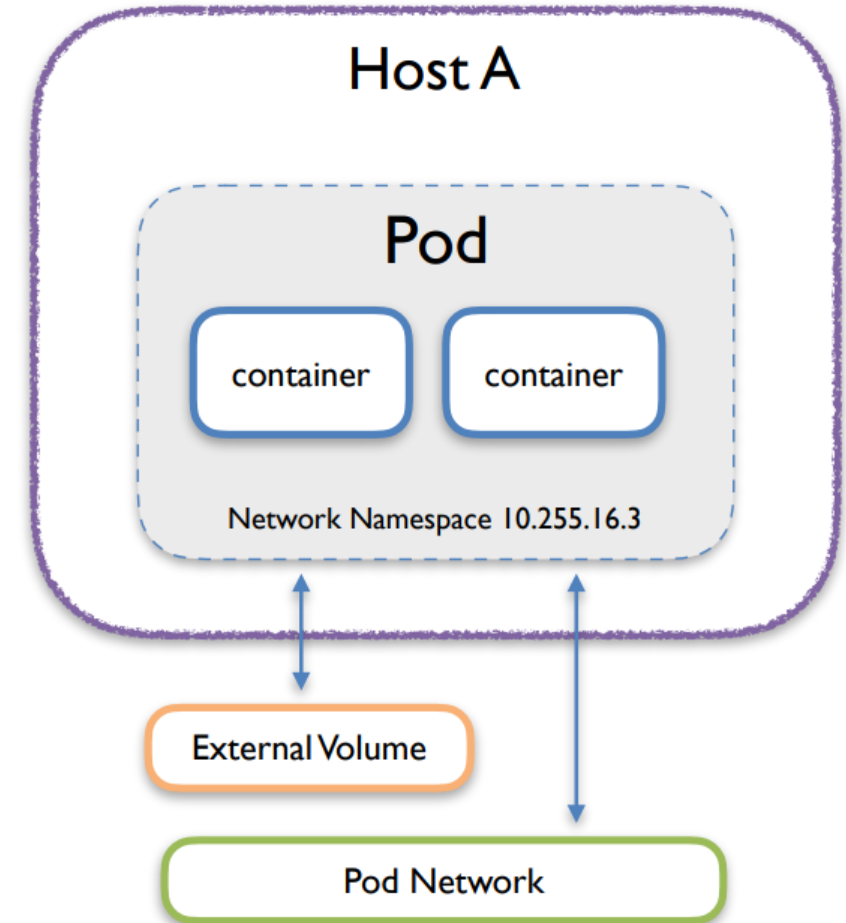 Host A
Pod
container
container
Network Namespace 10.255.16.3
External Volume
Pod Network